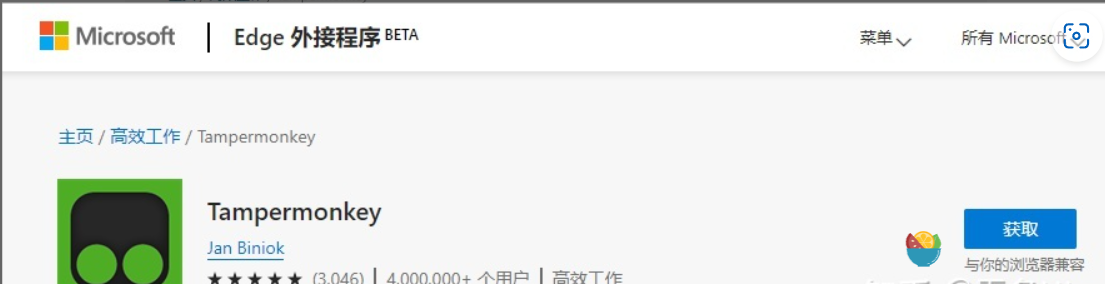 Microsoft | Edge 外接程序 BETA 菜单 所有 Microsoft
主页 / 高效工作 / Tampermonkey
Tampermonkey
获取
Jan Biniok
与你的浏览器兼容
★★★★★ (3,046) | 4,000,000+ 个用户 | 高效工作